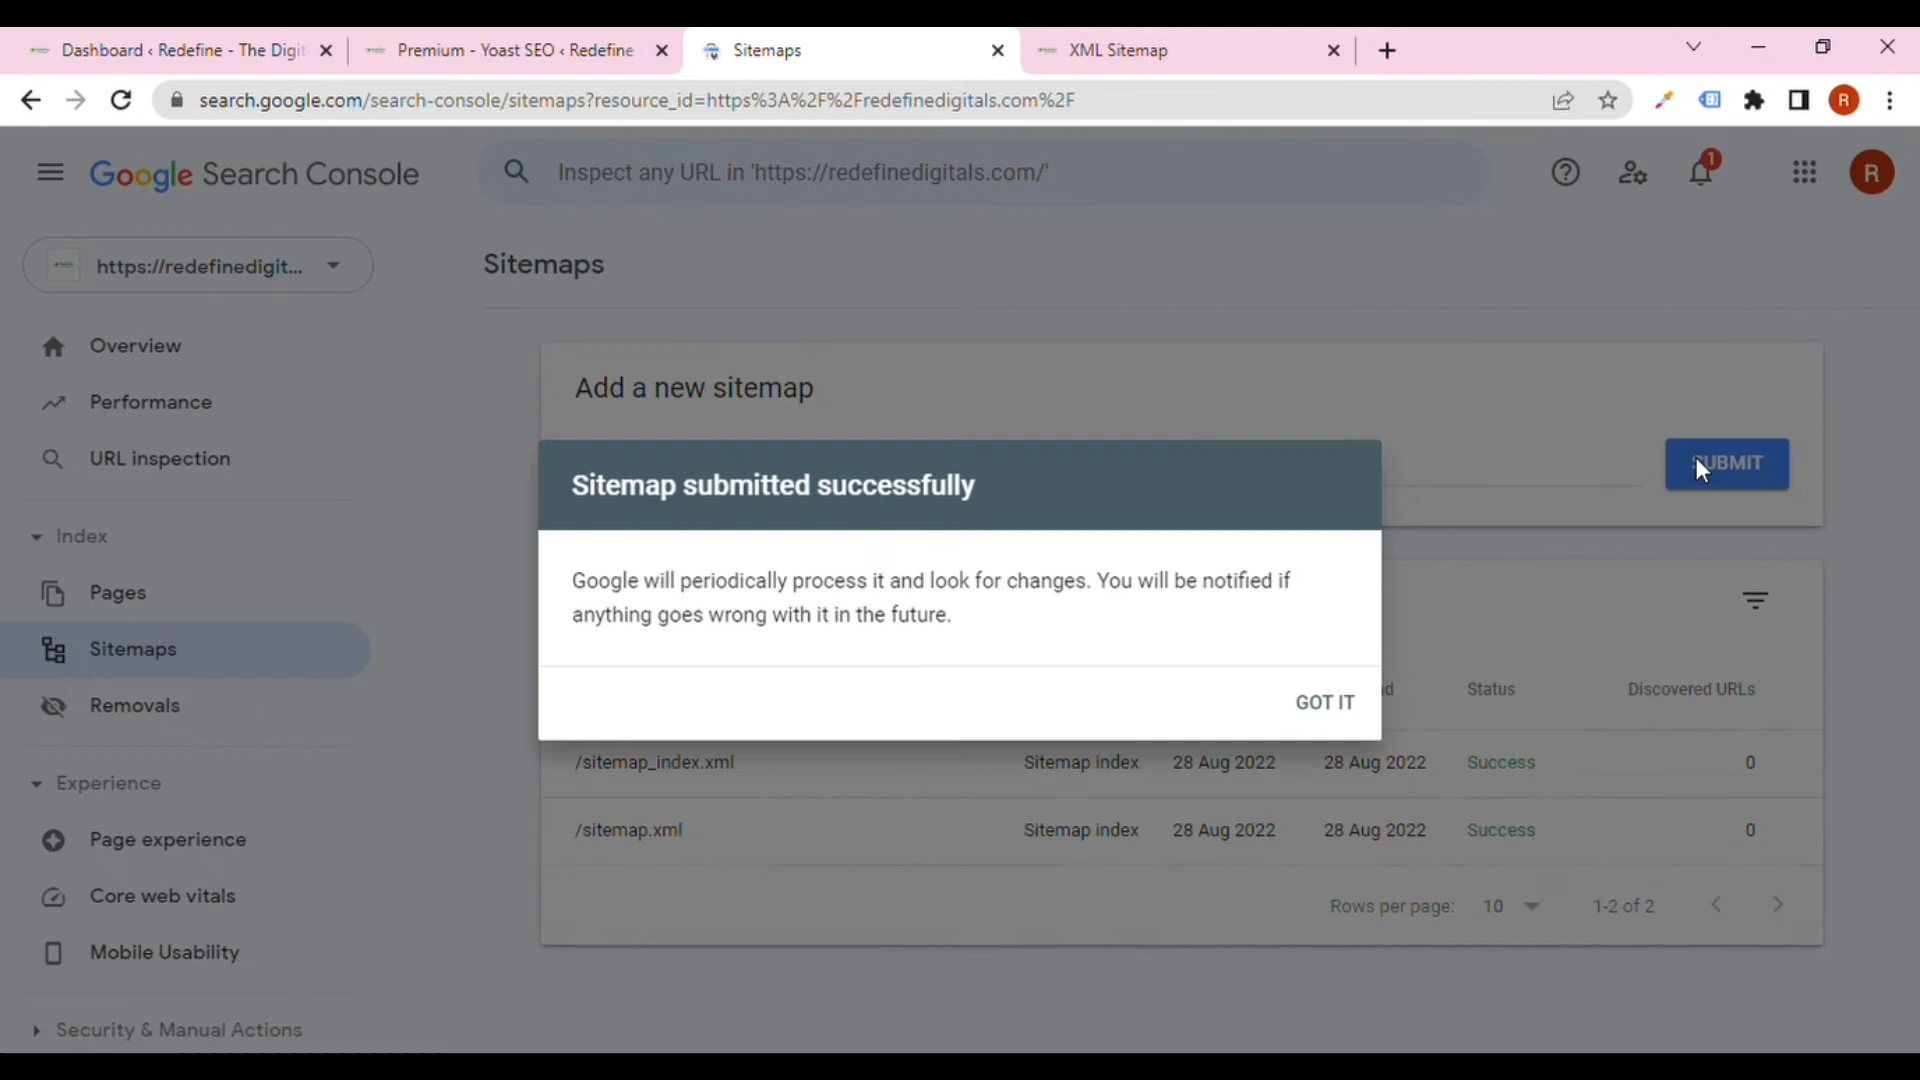 Dashboard ‹ Redefine - The Digit
Premium - Yoast SEO ‹ Redefine
Sitemaps
XML Sitemap
search.google.com/search-console/sitemaps?resource_id=https%3A%2F%2Fredefinedigitals.com%2F
R
Google Search Console
Inspect any URL in 'https://redefinedigitals.com/'
1
R
https://redefinedigit...
Sitemaps
Overview
Performance
URL inspection
Index
Pages
Sitemaps
Removals
Experience
Page experience
Core web vitals
Mobile Usability
Security & Manual Actions
Add a new sitemap
SUBMIT
Sitemap submitted successfully
Google will periodically process it and look for changes. You will be notified if
anything goes wrong with it in the future.
GOT IT
Status Discovered URLs
/sitemap_index.xml Sitemap index 28 Aug 2022 28 Aug 2022 Success 0
/sitemap.xml Sitemap index 28 Aug 2022 28 Aug 2022 Success 0
Rows per page: 10 1-2 of 2